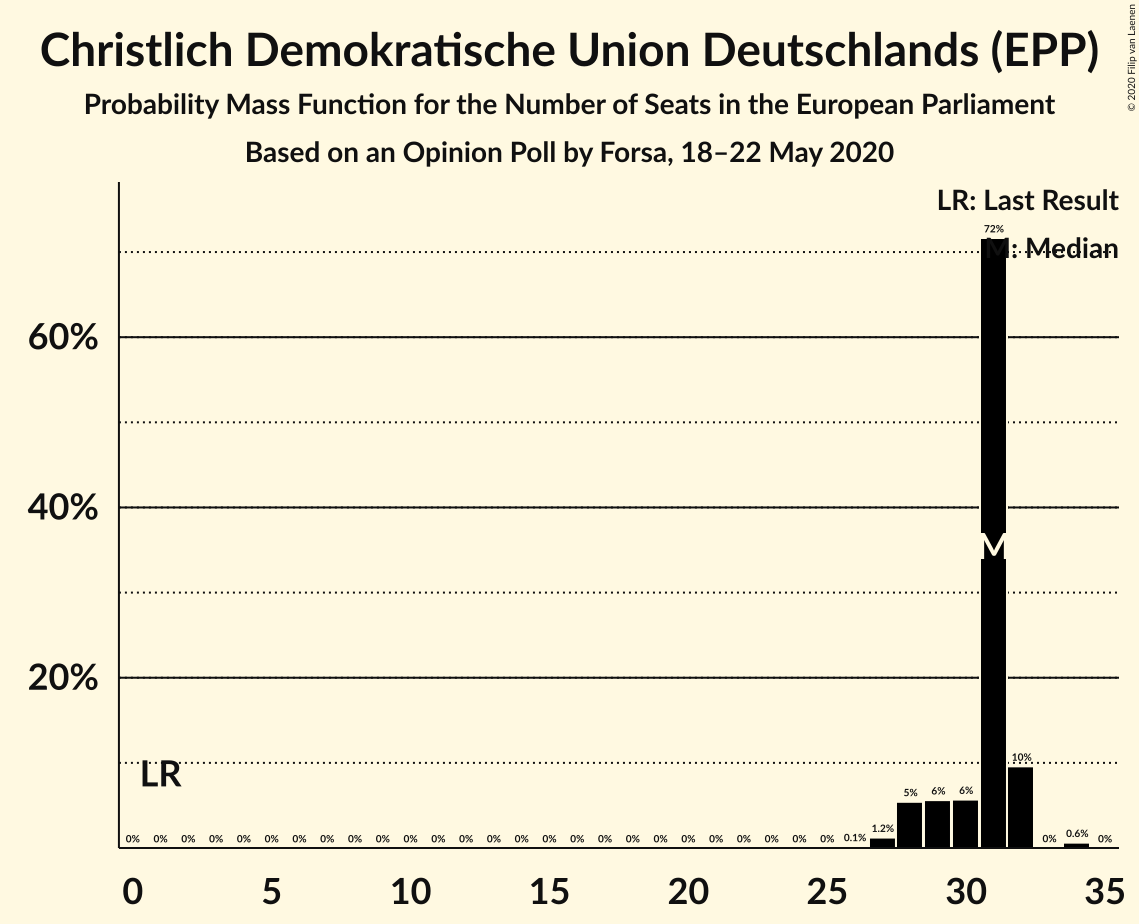 Christlich Demokratische Union Deutschlands (EPP)
Probability Mass Function for the Number of Seats in the European Parliament
Based on an Opinion Poll by Forsa, 18–22 May 2020
© 2020 Filip van Laenen
LR: Last Result
M: Median
72%
60%
40%
M
20%
LR
0% 0% 0% 0% 0% 0% 0% 0% 0% 0% 0% 0% 0% 0% 0% 0% 0% 0% 0% 0% 0% 0% 0% 0% 0% 0% 0.1% 1.2% 5% 6% 6% 10% 0% 0.6% 0%
0 5 10 15 20 25 30 35